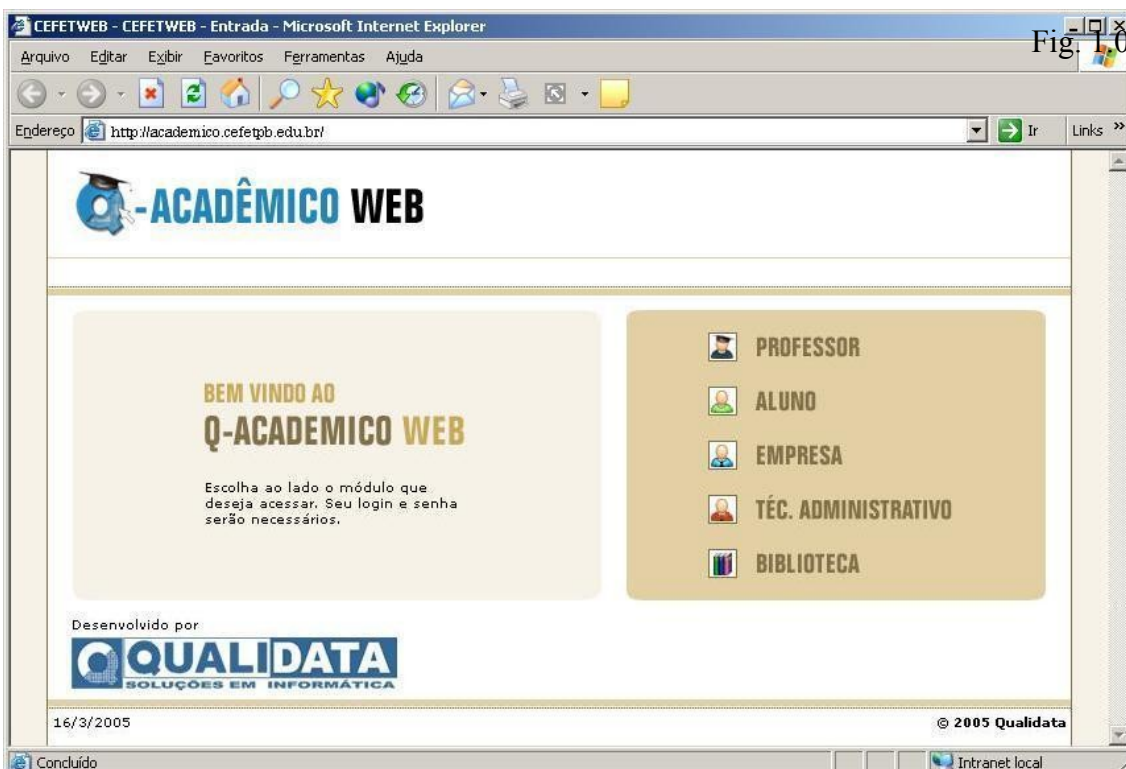 CEFETWEB - CEFETWEB - Entrada - Microsoft Internet Explorer
Fig. 1.0
Arquivo Editar Exibir Favoritos Ferramentas Ajuda
Endereço http://academico.cefetpb.edu.br/ Ir Links »
Q-ACADÊMICO WEB
BEM VINDO AO
Q-ACADEMICO WEB
Escolha ao lado o módulo que
deseja acessar. Seu login e senha
serão necessários.
PROFESSOR
ALUNO
EMPRESA
TÉC. ADMINISTRATIVO
BIBLIOTECA
Desenvolvido por
QUALIDATA
SOLUÇÕES EM INFORMÁTICA
16/3/2005 © 2005 Qualidata
Concluído Intranet local